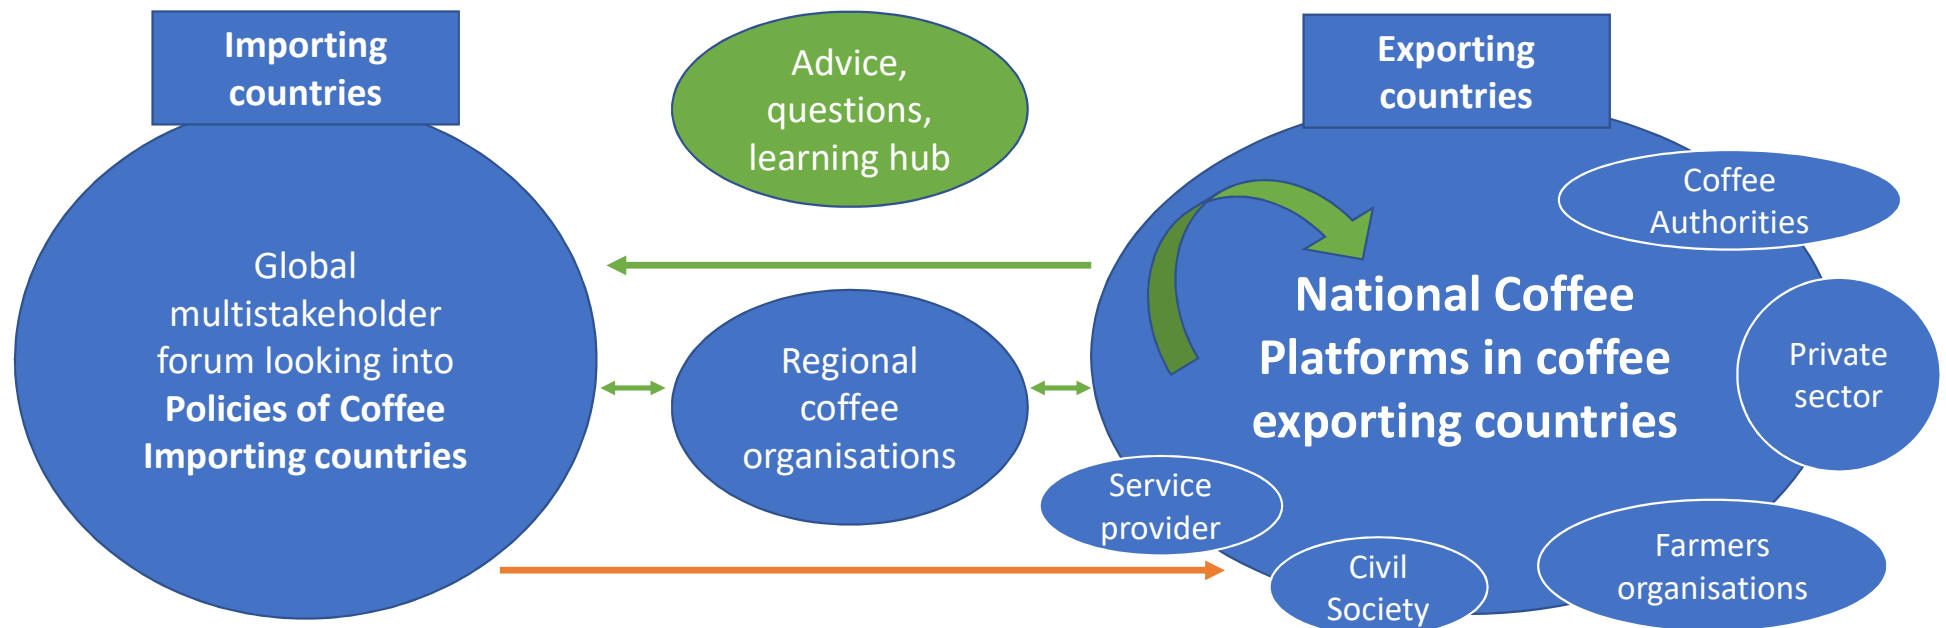 Importing
countries
Global
multistakeholder
forum looking into
Policies of Coffee
Importing countries
Advice,
questions,
learning hub
Regional
coffee
organisations
Exporting
countries
Coffee
Authorities
National Coffee
Platforms in coffee
exporting countries
Private
sector
Service
provider
Civil
Society
Farmers
organisations